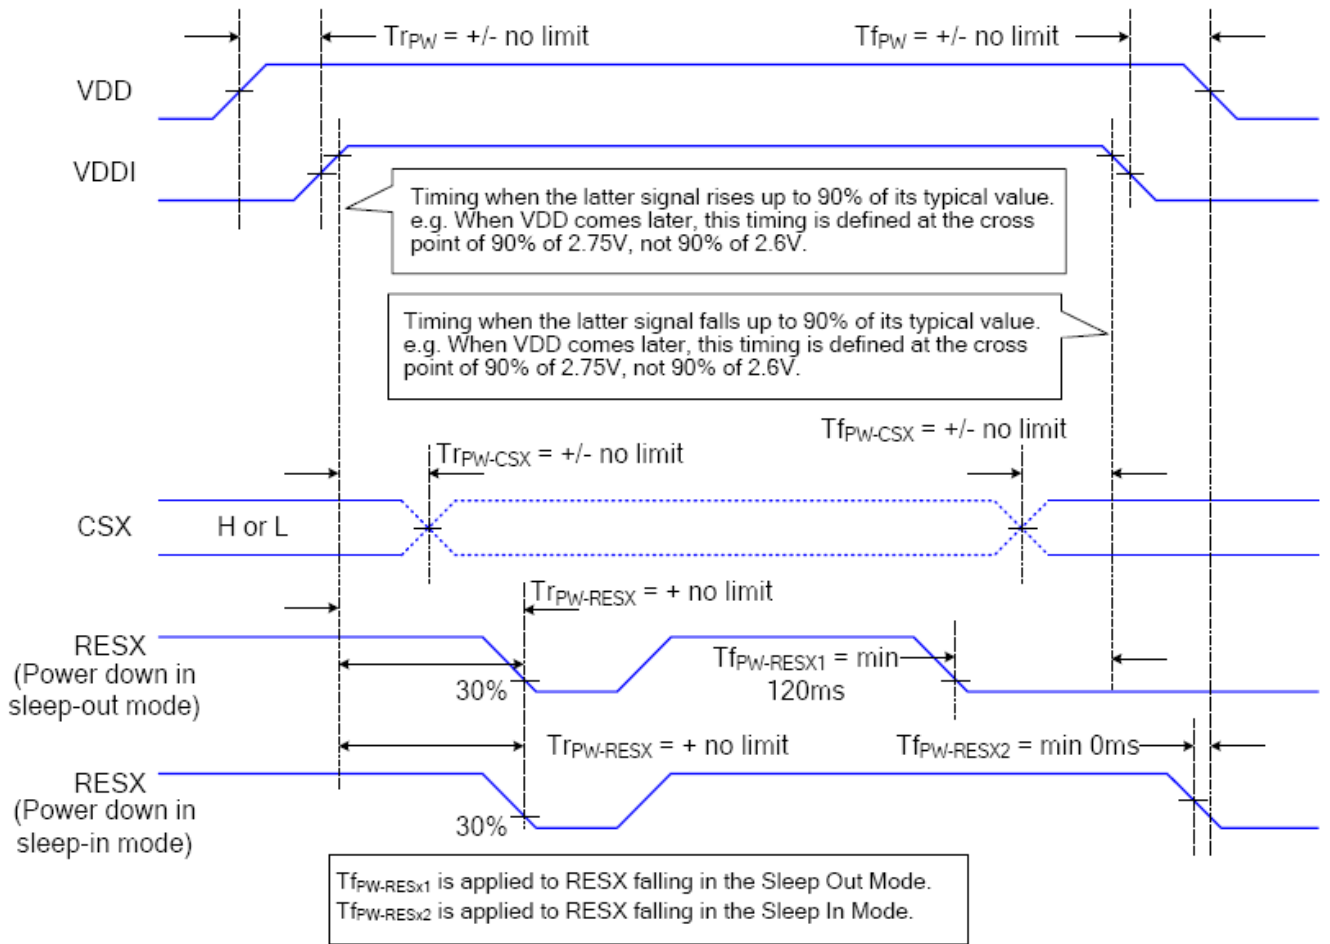 TrPW = +/- no limit
TfPW = +/- no limit
VDD
VDDI
Timing when the latter signal rises up to 90% of its typical value.
e.g. When VDD comes later, this timing is defined at the cross
point of 90% of 2.75V, not 90% of 2.6V.
Timing when the latter signal falls up to 90% of its typical value.
e.g. When VDD comes later, this timing is defined at the cross
point of 90% of 2.75V, not 90% of 2.6V.
TfPW-CSX = +/- no limit
TrPW-CSX = +/- no limit
CSX
H or L
TrPW-RESX = + no limit
RESX
(Power down in
sleep-out mode)
30%
TfPW-RESX1 = min
120ms
TrPW-RESX = + no limit
TfPW-RESX2 = min 0ms
RESX
(Power down in
sleep-in mode)
30%
TfPW-RESx1 is applied to RESX falling in the Sleep Out Mode.
TfPW-RESx2 is applied to RESX falling in the Sleep In Mode.